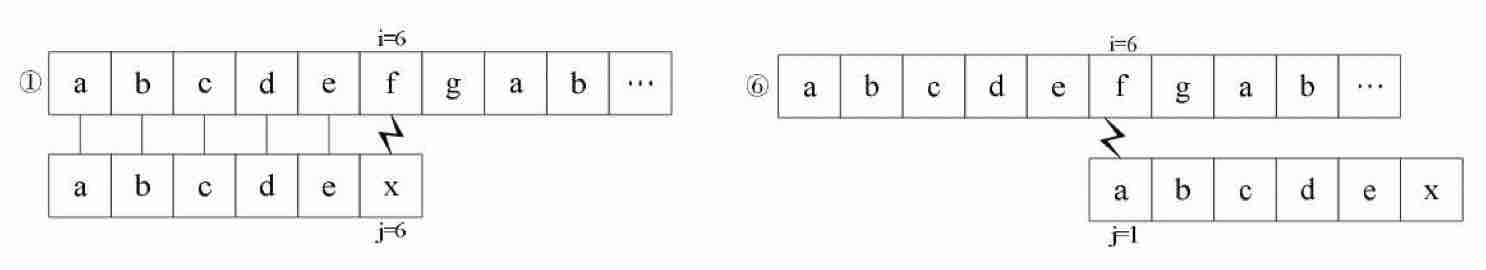 i=6
① a b c d e f g a b …
a b c d e x
j=6
i=6
⑥ a b c d e f g a b …
a b c d e x
j=1